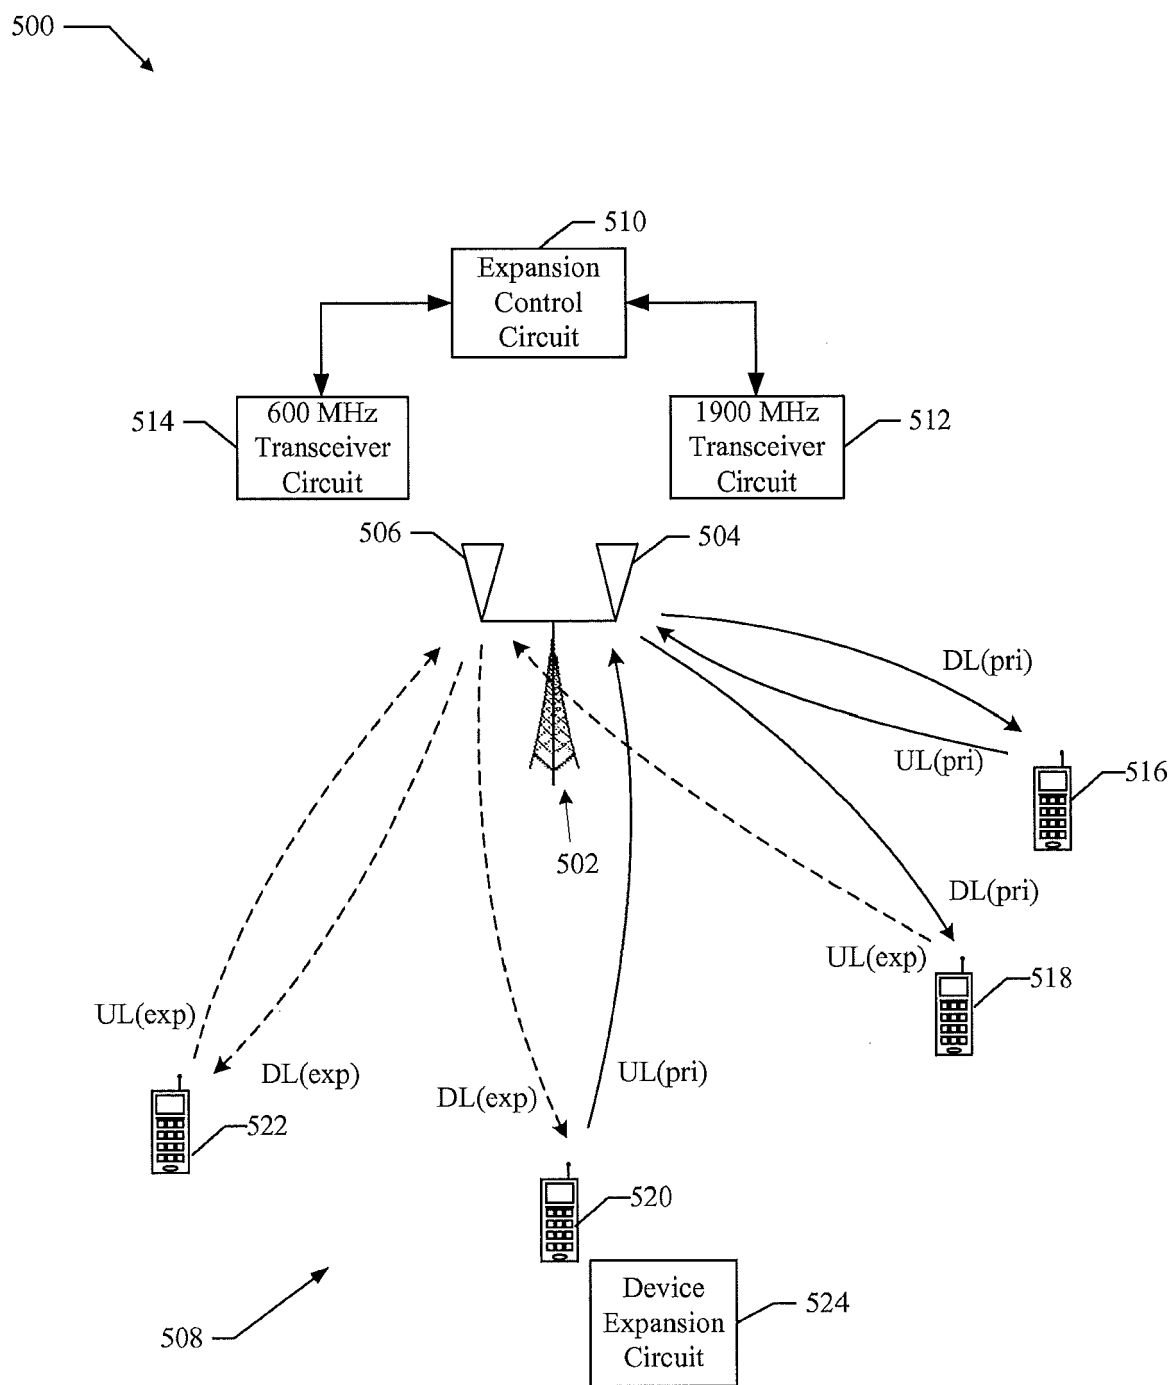 500
510
Expansion
Control
Circuit
514
600 MHz
Transceiver
Circuit
1900 MHz
Transceiver
Circuit
512
506
504
DL(pri)
UL(pri)
516
502
DL(pri)
UL(exp)
518
UL(exp)
DL(exp)
UL(pri)
DL(exp)
522
520
Device
Expansion
Circuit
524
508